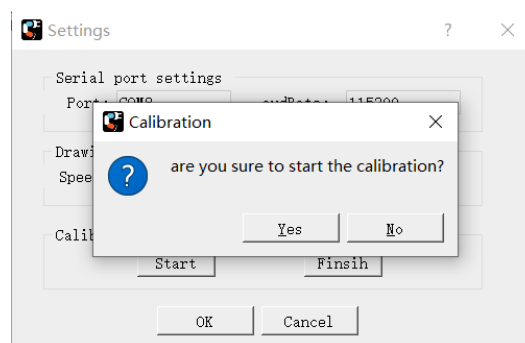 Settings
Serial port settings
Calibration
are you sure to start the calibration?
Yes No
Start Finsih
OK Cancel